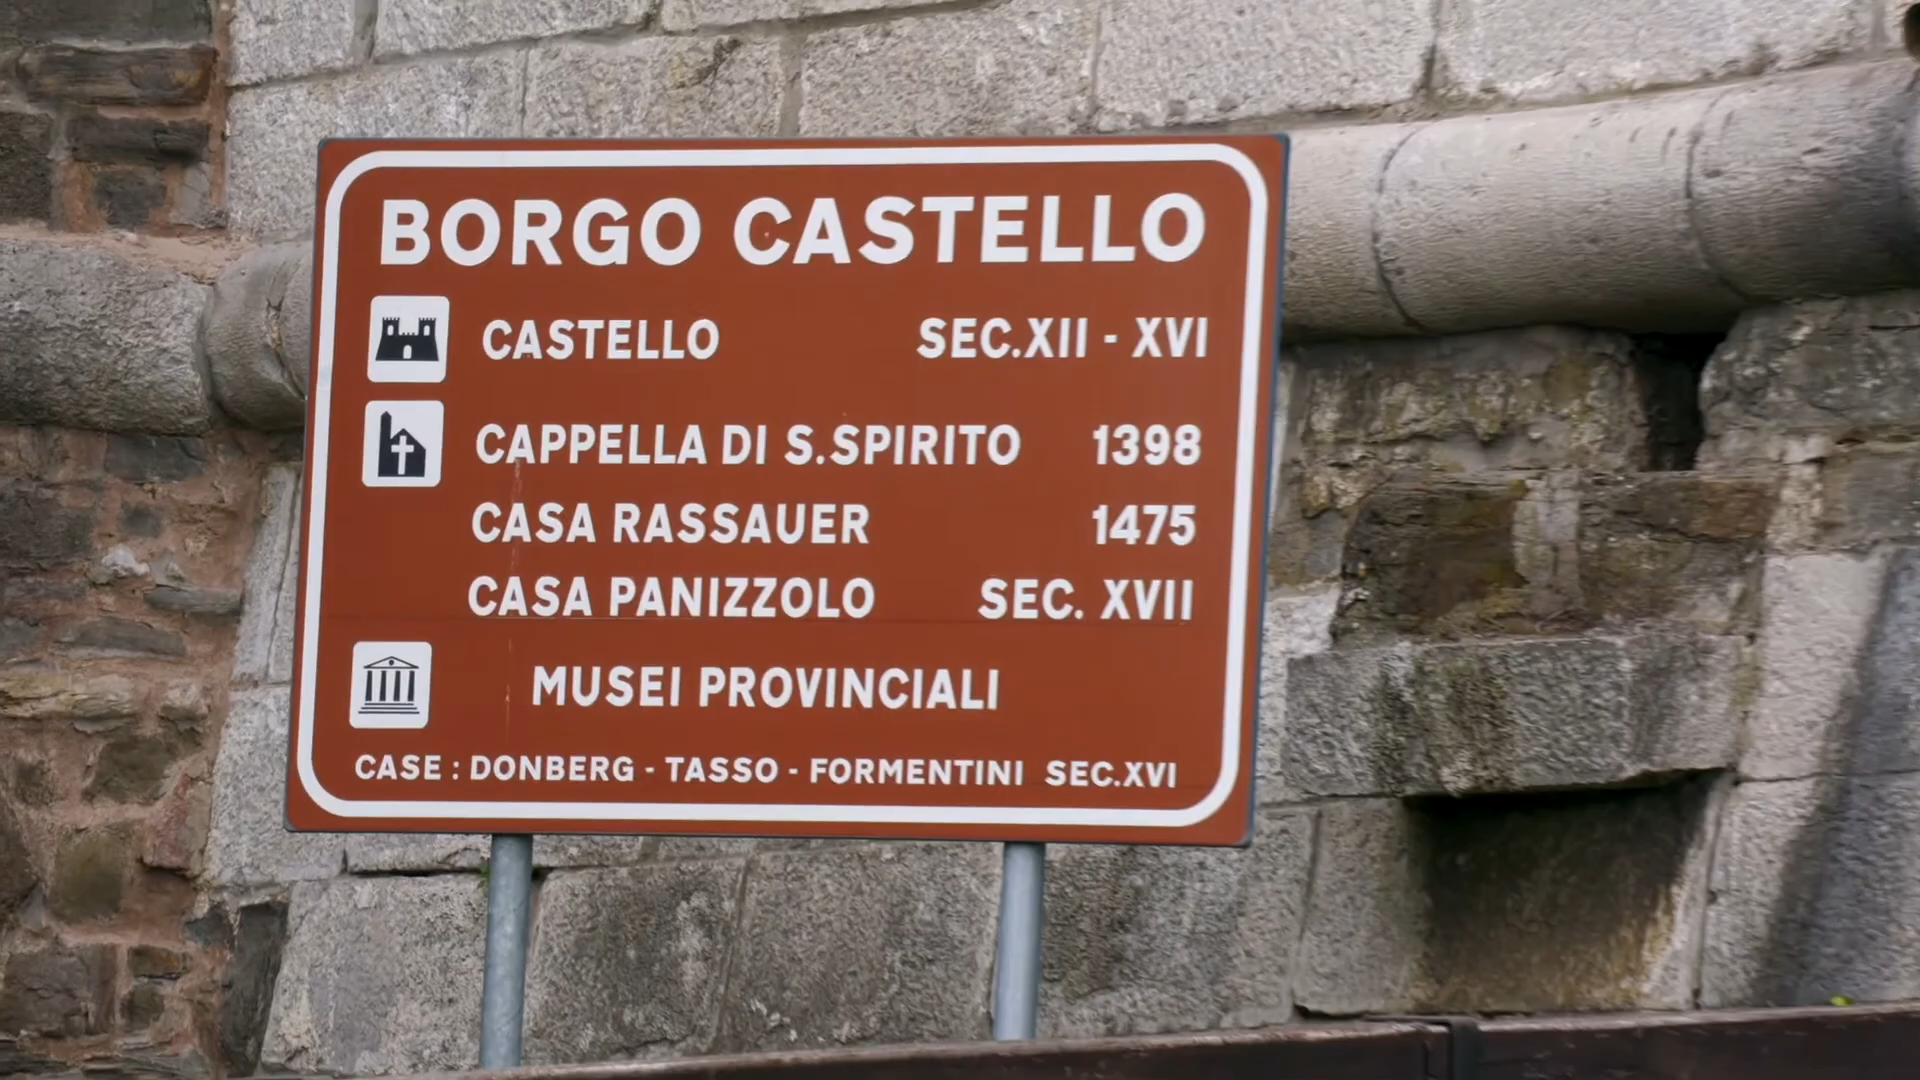 BORGO CASTELLO
CASTELLO SEC.XII - XVI
CAPPELLA DI S.SPIRITO 1398
CASA RASSAUER 1475
CASA PANIZZOLO SEC. XVII
MUSEI PROVINCIALI
CASE : DONBERG - TASSO - FORMENTINI SEC.XVI